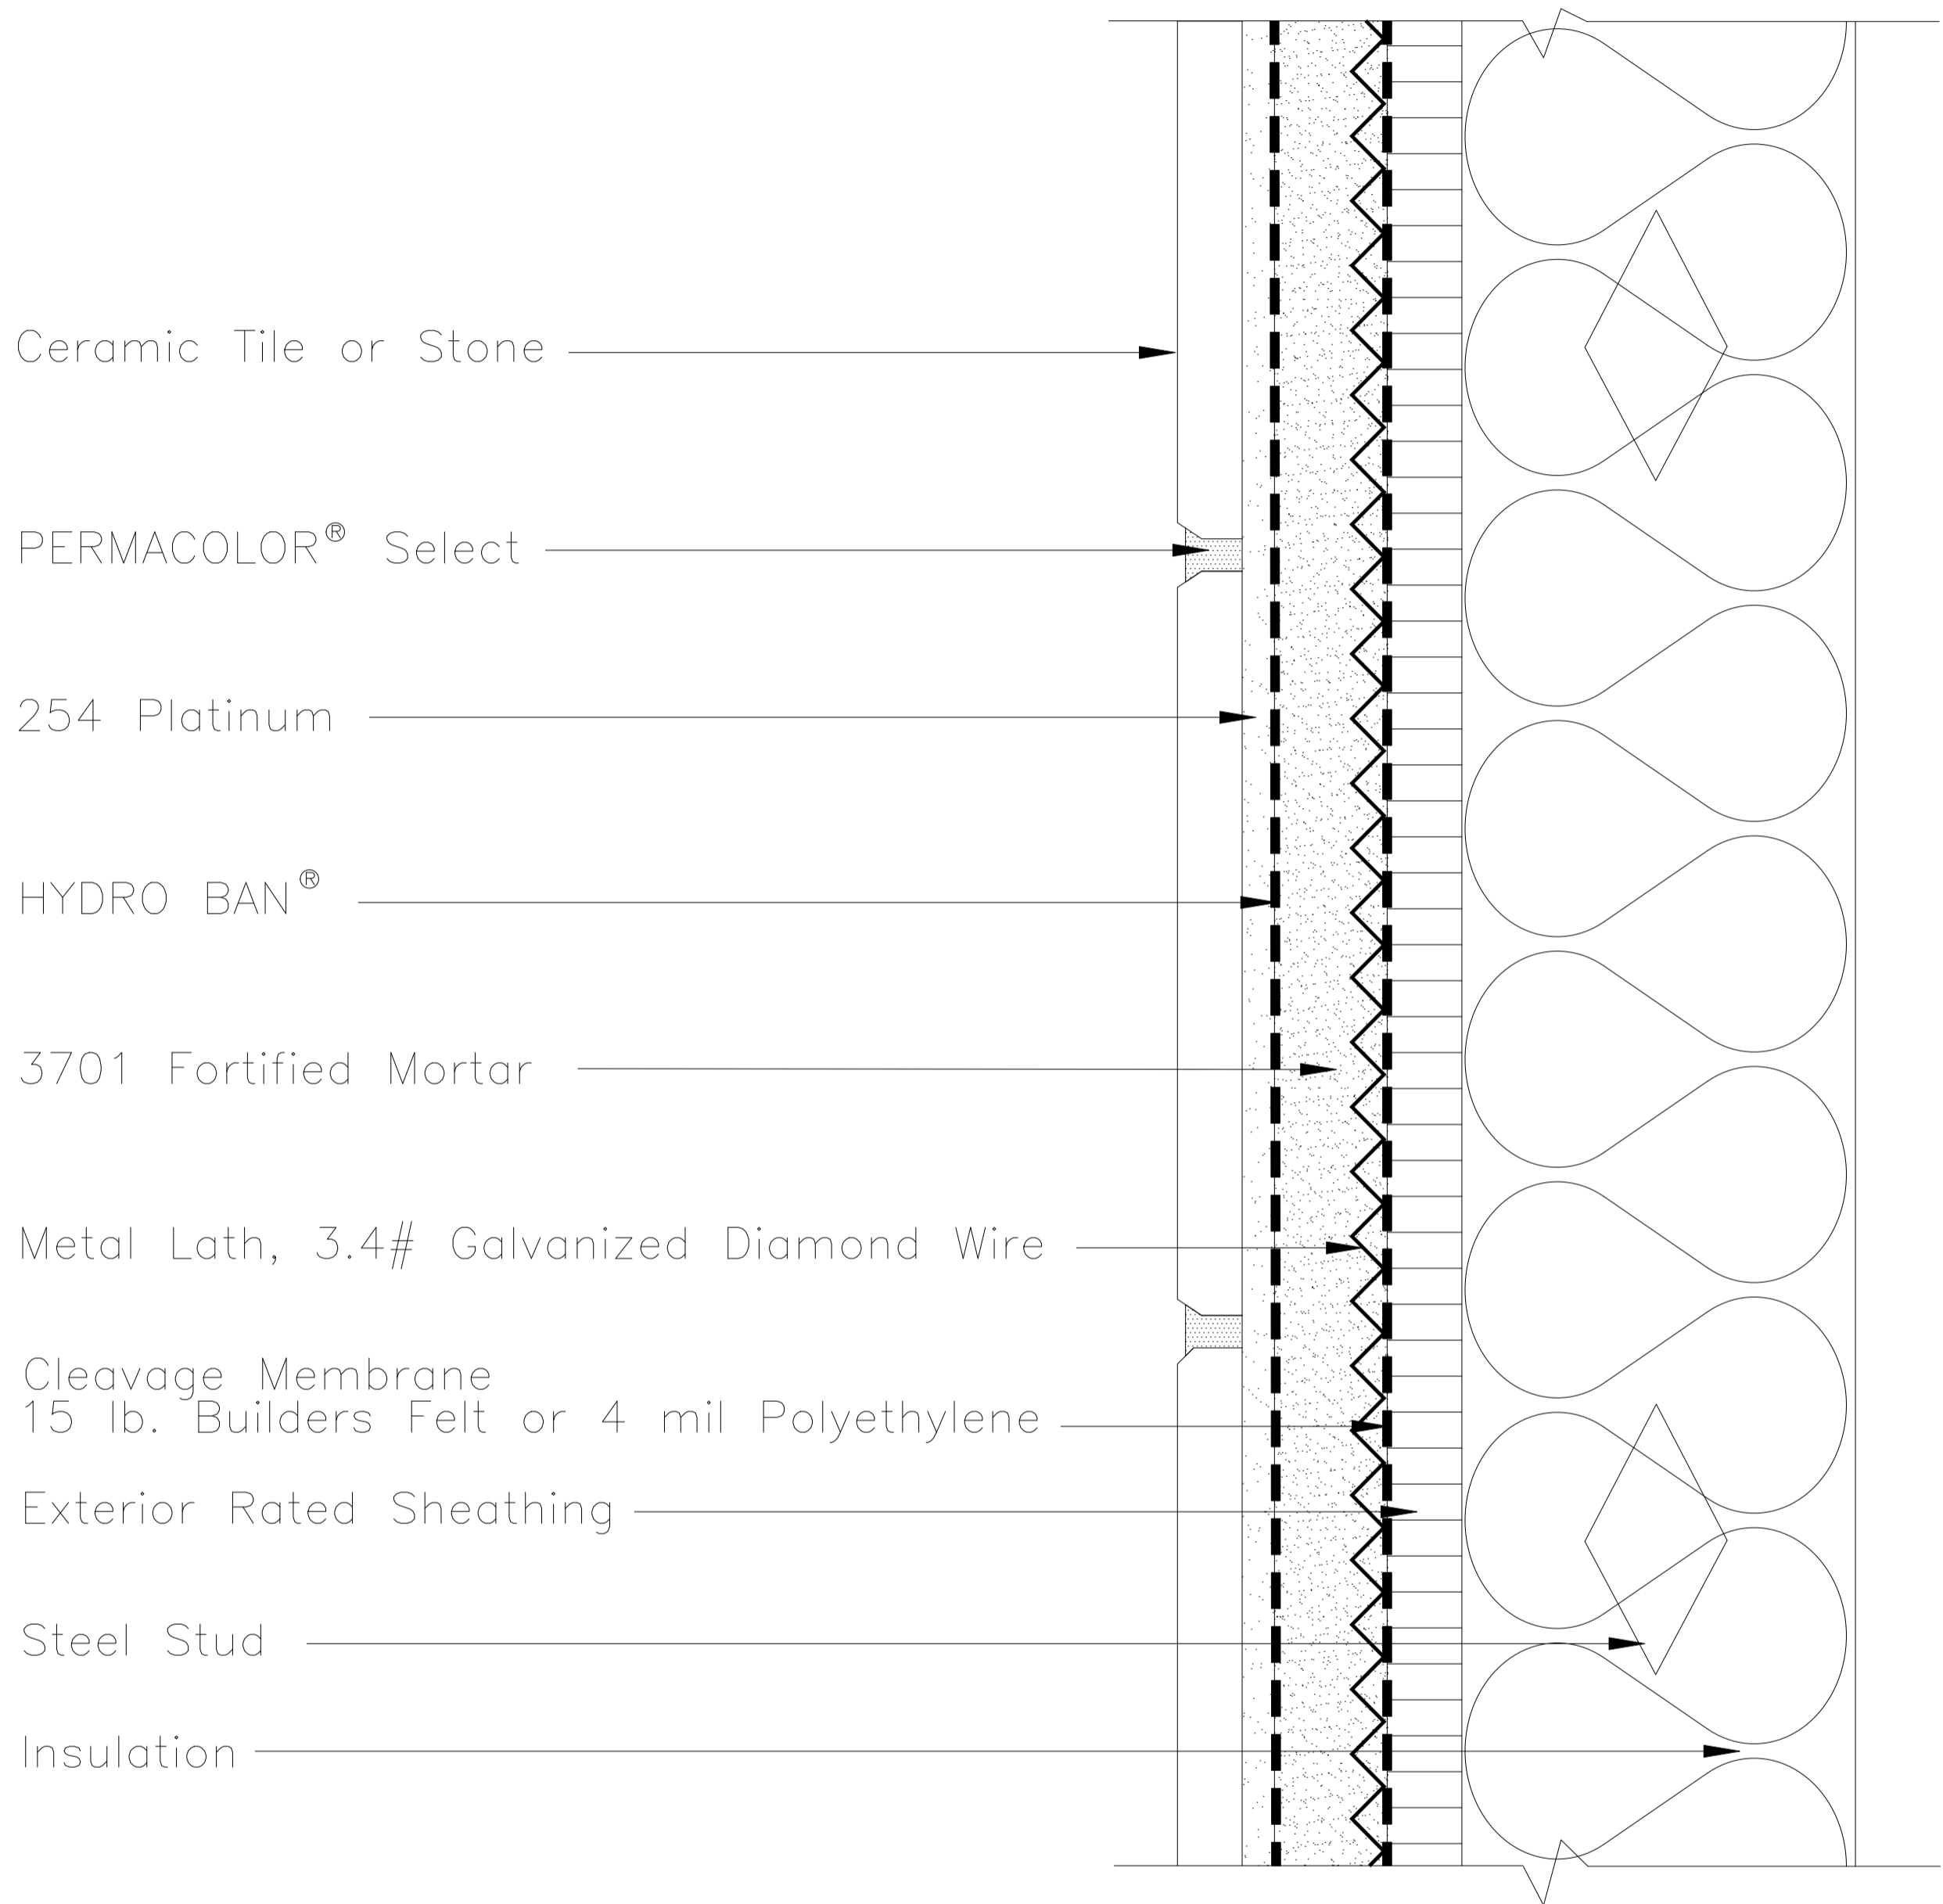 Ceramic Tile or Stone
PERMACOLOR® Select
254 Platinum
HYDRO BAN®
3701 Fortified Mortar
Metal Lath, 3.4# Galvanized Diamond Wire
Cleavage Membrane
15 lb. Builders Felt or 4 mil Polyethylene
Exterior Rated Sheathing
Steel Stud
Insulation